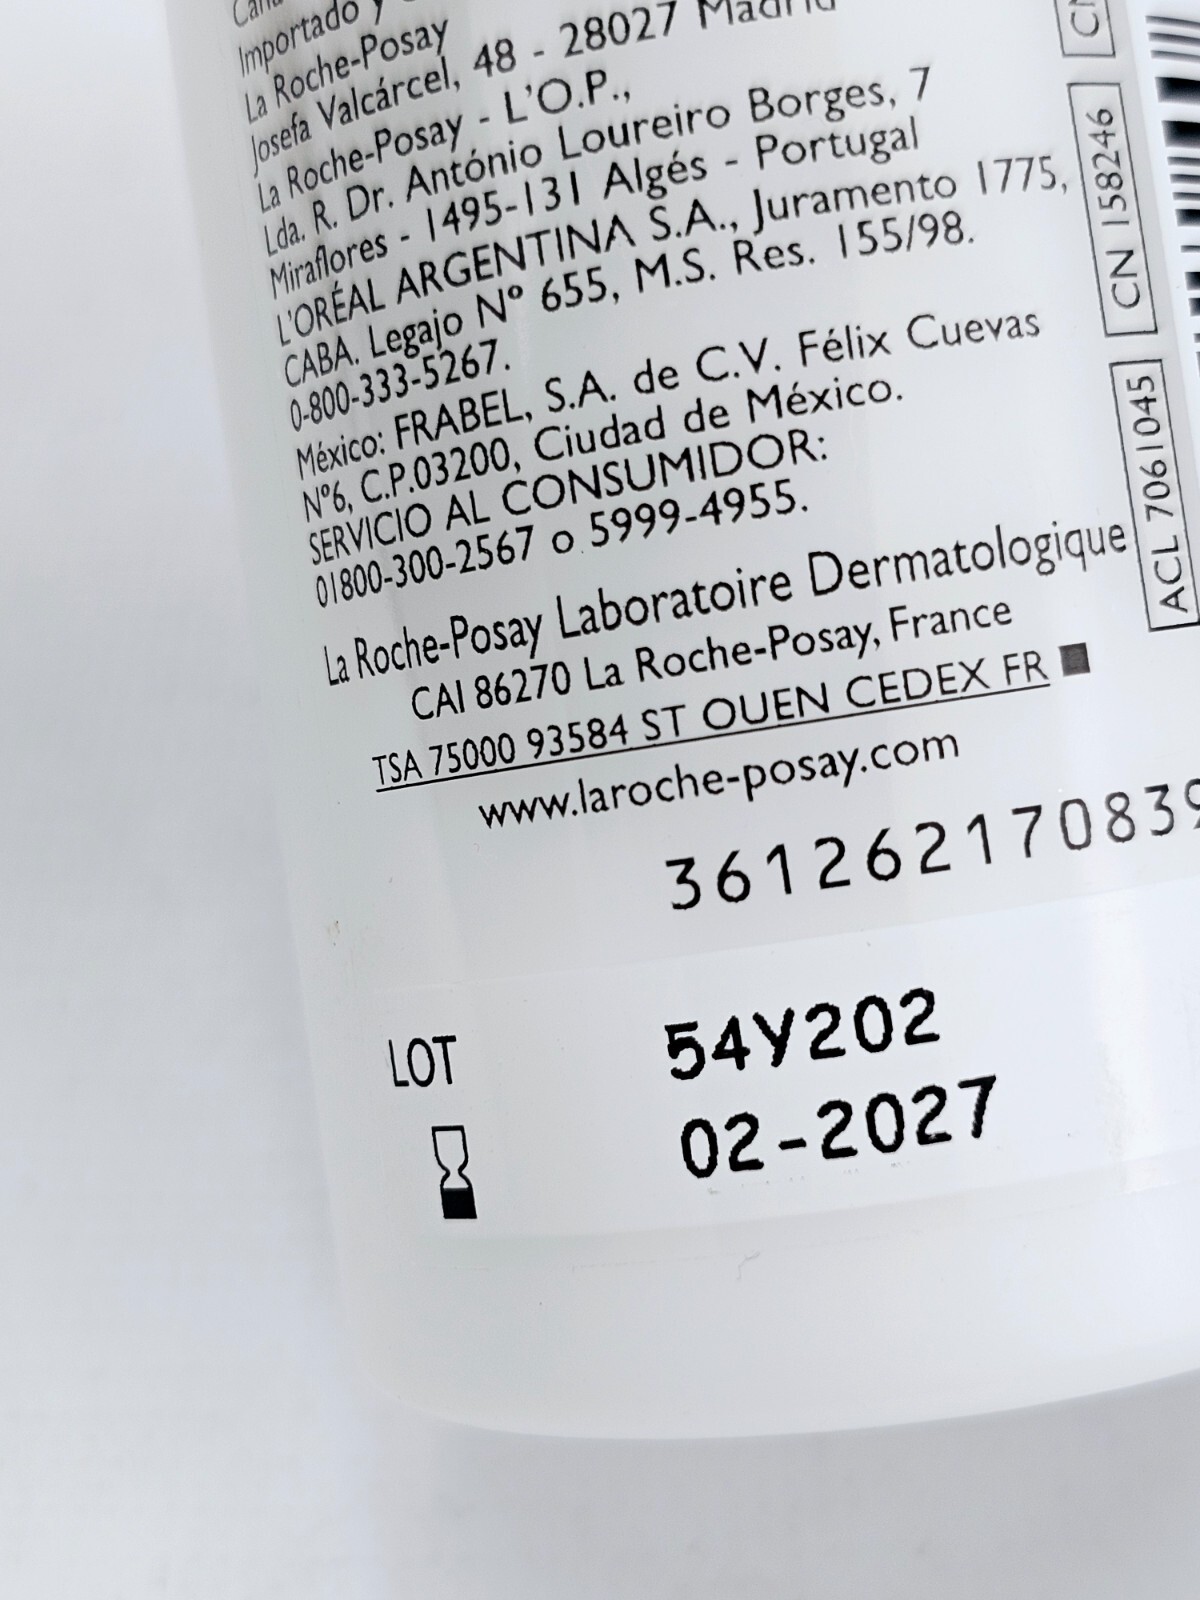 Importado y
La Roche-Posay
Josefa Valcárcel, 48 - 28027 Madrid
La Roche-Posay - L'O.P.,
Lda. R. Dr. António Loureiro Borges, 7
Miraflores - 1495-131 Algés - Portugal
L'ORÉAL ARGENTINA S.A., Juramento 1775,
CABA. Legajo Nº 655, M.S. Res. 155/98.
0-800-333-5267.
México: FRABEL, S.A. de C.V. Félix Cuevas
Nº6, C.P.03200, Ciudad de México.
SERVICIO AL CONSUMIDOR:
01800-300-2567 o 5999-4955.
La Roche-Posay Laboratoire Dermatologique
CAI 86270 La Roche-Posay, France
TSA 75000 93584 ST OUEN CEDEX FR
www.laroche-posay.com
CN 158246
ACL 7061045
3612621170839
LOT 54Y202
02-2027